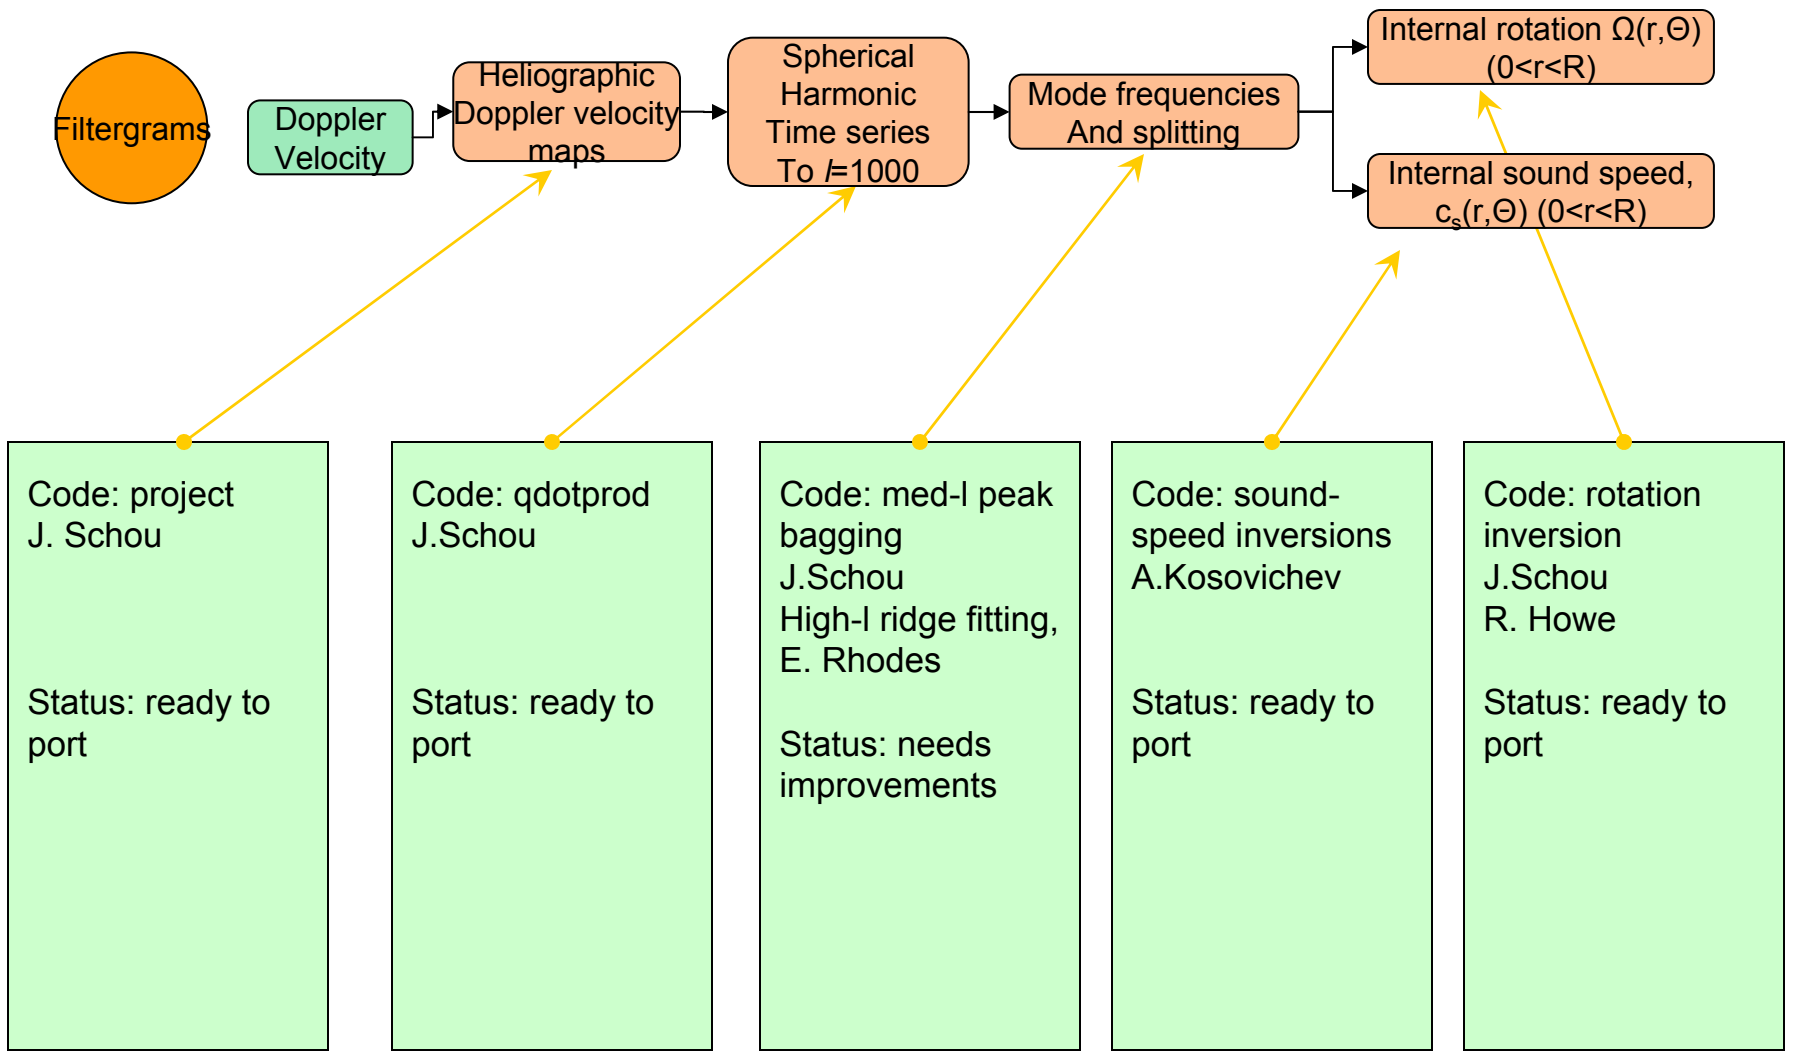 Filtergrams
Doppler
Velocity
Heliographic
Doppler velocity
maps
Spherical
Harmonic
Time series
To l=1000
Mode frequencies
And splitting
Internal rotation Ω(r,Θ)
(0<r<R)
Internal sound speed,
cₛ(r,Θ) (0<r<R)
Code: project
J. Schou
Status: ready to
port
Code: qdotprod
J.Schou
Status: ready to
port
Code: med-l peak
bagging
J.Schou
High-l ridge fitting,
E. Rhodes
Status: needs
improvements
Code: sound-
speed inversions
A.Kosovichev
Status: ready to
port
Code: rotation
inversion
J.Schou
R. Howe
Status: ready to
port